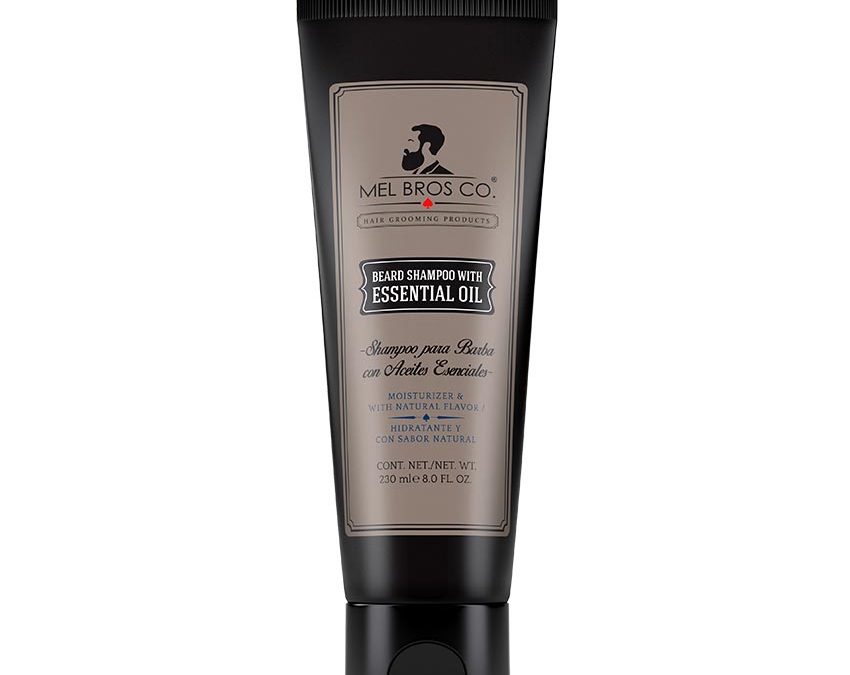 MEL BROS CO.®
HAIR GROOMING PRODUCTS
BEARD SHAMPOO WITH
ESSENTIAL OIL
-Shampoo para Barba
con Aceites Esenciales-
MOISTURIZER &
WITH NATURAL FLAVOR /
HIDRATANTE Y
CON SABOR NATURAL
CONT. NET./NET. WT.
230 ml℮ 8.0 FL. OZ.